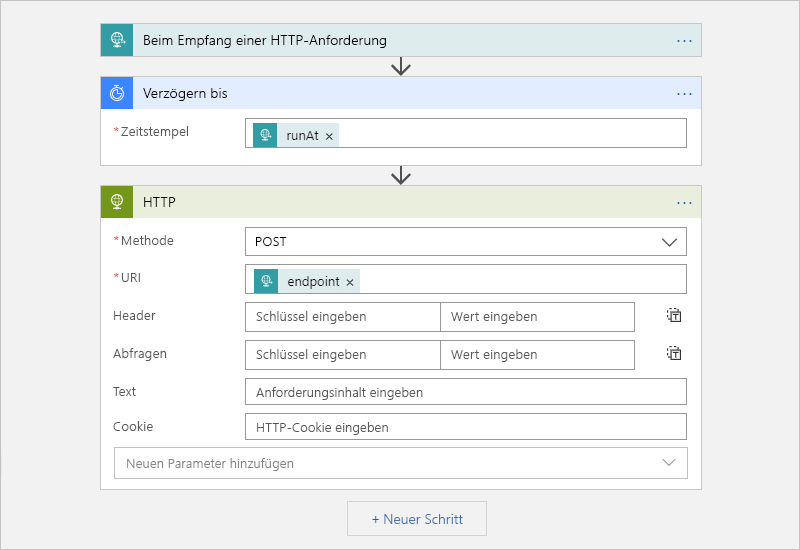 Beim Empfang einer HTTP-Anforderung ...
Verzögern bis ...
*Zeitstempel runAt ×
HTTP ...
*Methode POST
*URI endpoint ×
Header Schlüssel eingeben Wert eingeben T
Abfragen Schlüssel eingeben Wert eingeben T
Text Anforderungsinhalt eingeben
Cookie HTTP-Cookie eingeben
Neuen Parameter hinzufügen
+ Neuer Schritt